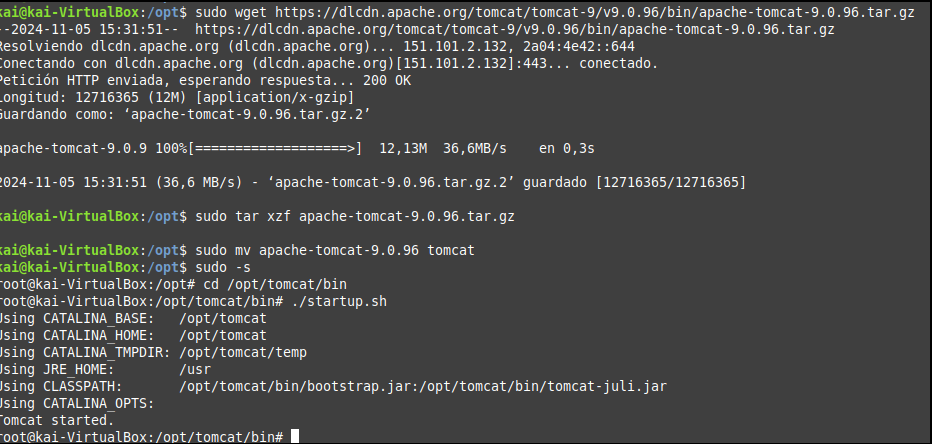 kai@kai-VirtualBox:/opt$ sudo wget https://dlcdn.apache.org/tomcat/tomcat-9/v9.0.96/bin/apache-tomcat-9.0.96.tar.gz
--2024-11-05 15:31:51--  https://dlcdn.apache.org/tomcat/tomcat-9/v9.0.96/bin/apache-tomcat-9.0.96.tar.gz
Resolviendo dlcdn.apache.org (dlcdn.apache.org)... 151.101.2.132, 2a04:4e42::644
Conectando con dlcdn.apache.org (dlcdn.apache.org)[151.101.2.132]:443... conectado.
Petición HTTP enviada, esperando respuesta... 200 OK
Longitud: 12716365 (12M) [application/x-gzip]
Guardando como: ‘apache-tomcat-9.0.96.tar.gz.2’
apache-tomcat-9.0.9 100%[===================>]  12,13M  36,6MB/s    en 0,3s
2024-11-05 15:31:51 (36,6 MB/s) - ‘apache-tomcat-9.0.96.tar.gz.2’ guardado [12716365/12716365]
kai@kai-VirtualBox:/opt$ sudo tar xzf apache-tomcat-9.0.96.tar.gz
kai@kai-VirtualBox:/opt$ sudo mv apache-tomcat-9.0.96 tomcat
kai@kai-VirtualBox:/opt$ sudo -s
root@kai-VirtualBox:/opt# cd /opt/tomcat/bin
root@kai-VirtualBox:/opt/tomcat/bin# ./startup.sh
Using CATALINA_BASE:   /opt/tomcat
Using CATALINA_HOME:   /opt/tomcat
Using CATALINA_TMPDIR: /opt/tomcat/temp
Using JRE_HOME:        /usr
Using CLASSPATH:       /opt/tomcat/bin/bootstrap.jar:/opt/tomcat/bin/tomcat-juli.jar
Using CATALINA_OPTS:
Tomcat started.
root@kai-VirtualBox:/opt/tomcat/bin#